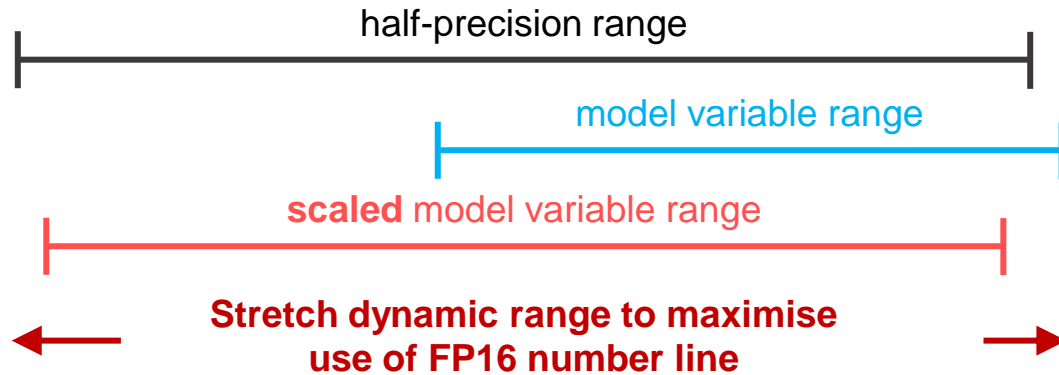 half-precision range
model variable range
scaled model variable range
Stretch dynamic range to maximise
use of FP16 number line